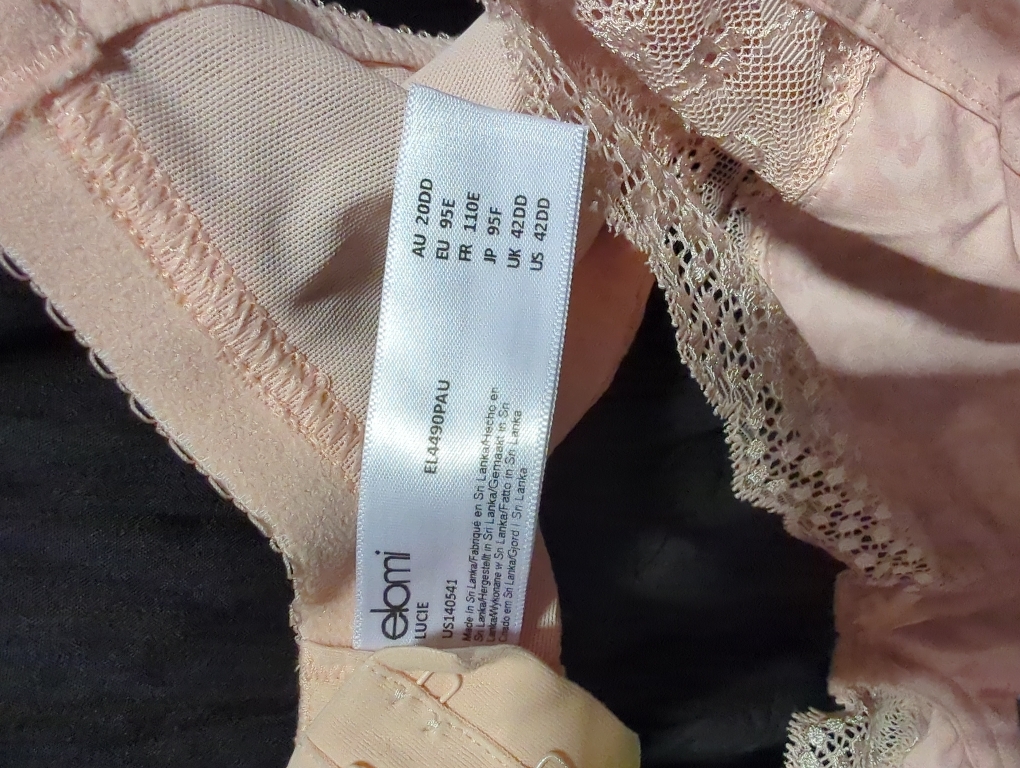 elomi
LUCIE
US140541
EL4490PAU
Made in Sri Lanka/Fabriqué en Sri Lanka/Hecho en
Sri Lanka/Hergestellt in Sri Lanka/Gemaakt in Sri
Lanka/Wykonane w Sri Lanka/Fatto in Sri Lanka
Criado em Sri Lanka/Gjord i Sri Lanka
AU 20DD
EU 95E
FR 110E
JP 95F
UK 42DD
US 42DD